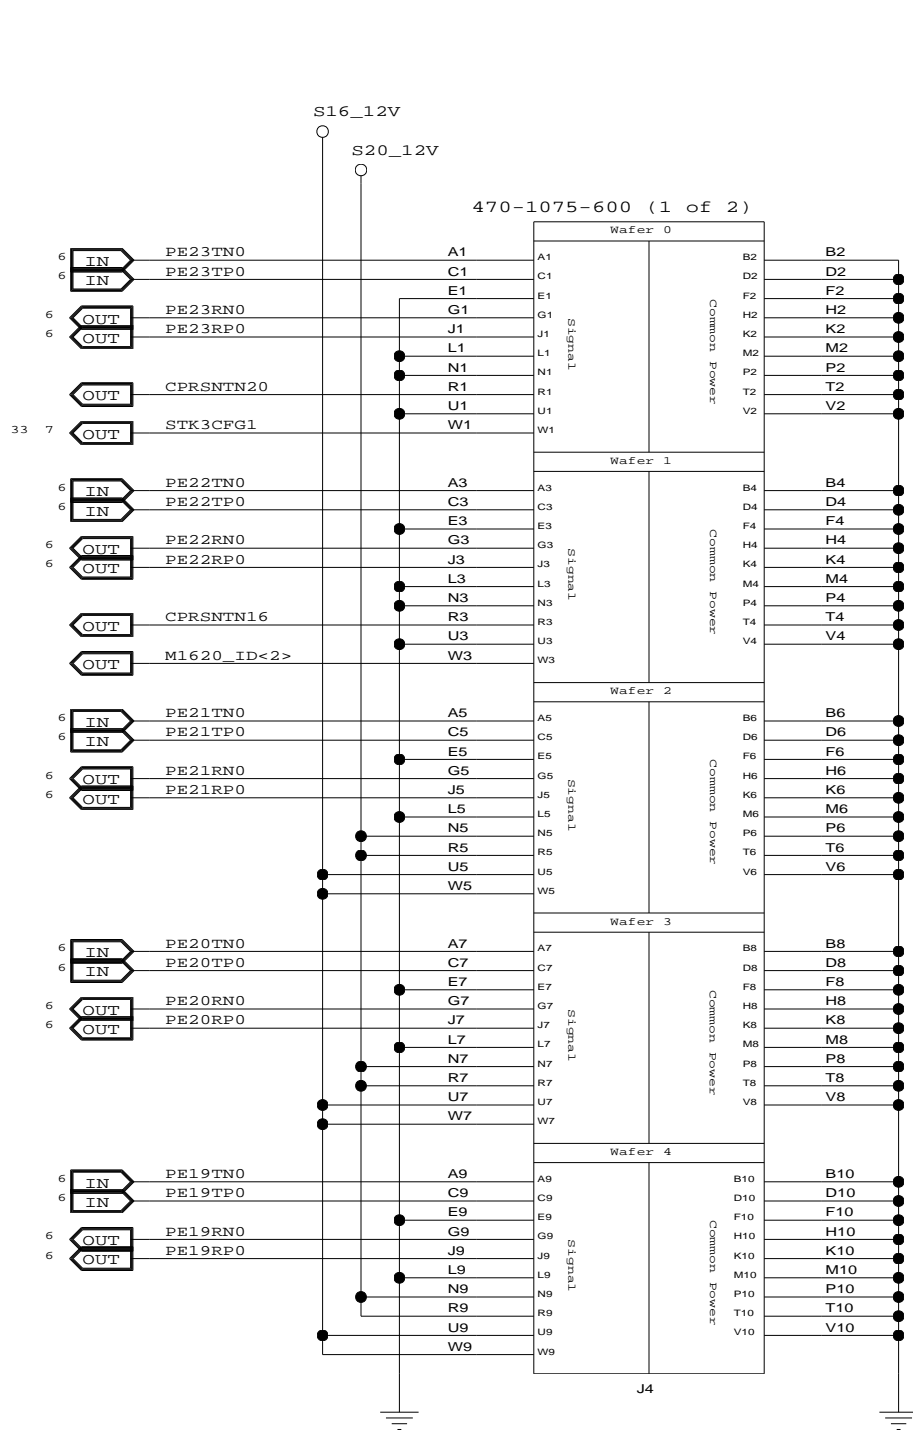 S16_12V
S20_12V
470-1075-600 (1 of 2)
Wafer 0
6 IN PE23TN0 A1 A1 B2 B2
6 IN PE23TP0 C1 C1 D2 D2
E1 E1 F2 F2
6 OUT PE23RN0 G1 G1 H2 H2
6 OUT PE23RP0 J1 J1 K2 K2
L1 L1 M2 M2
N1 N1 P2 P2
OUT CPRSNTN20 R1 R1 T2 T2
U1 U1 V2 V2
33 7 OUT STK3CFG1 W1 W1
Signal
Common Power
Wafer 1
6 IN PE22TN0 A3 A3 B4 B4
6 IN PE22TP0 C3 C3 D4 D4
E3 E3 F4 F4
6 OUT PE22RN0 G3 G3 H4 H4
6 OUT PE22RP0 J3 J3 K4 K4
L3 L3 M4 M4
N3 N3 P4 P4
OUT CPRSNTN16 R3 R3 T4 T4
U3 U3 V4 V4
OUT M1620_ID<2> W3 W3
Signal
Common Power
Wafer 2
6 IN PE21TN0 A5 A5 B6 B6
6 IN PE21TP0 C5 C5 D6 D6
E5 E5 F6 F6
6 OUT PE21RN0 G5 G5 H6 H6
6 OUT PE21RP0 J5 J5 K6 K6
L5 L5 M6 M6
N5 N5 P6 P6
R5 R5 T6 T6
U5 U5 V6 V6
W5 W5
Signal
Common Power
Wafer 3
6 IN PE20TN0 A7 A7 B8 B8
6 IN PE20TP0 C7 C7 D8 D8
E7 E7 F8 F8
6 OUT PE20RN0 G7 G7 H8 H8
6 OUT PE20RP0 J7 J7 K8 K8
L7 L7 M8 M8
N7 N7 P8 P8
R7 R7 T8 T8
U7 U7 V8 V8
W7 W7
Signal
Common Power
Wafer 4
6 IN PE19TN0 A9 A9 B10 B10
6 IN PE19TP0 C9 C9 D10 D10
E9 E9 F10 F10
6 OUT PE19RN0 G9 G9 H10 H10
6 OUT PE19RP0 J9 J9 K10 K10
L9 L9 M10 M10
N9 N9 P10 P10
R9 R9 T10 T10
U9 U9 V10 V10
W9 W9
Signal
Common Power
J4